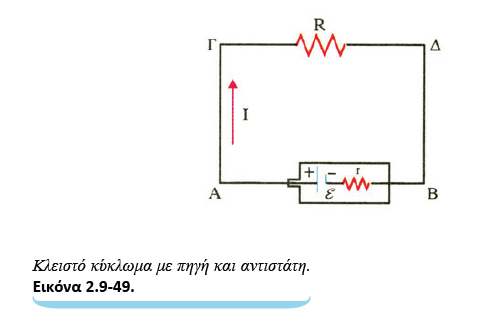 R
Γ
Δ
I
+
−
r
ℰ
A
B
Κλειστό κύκλωμα με πηγή και αντιστάτη.
Εικόνα 2.9-49.